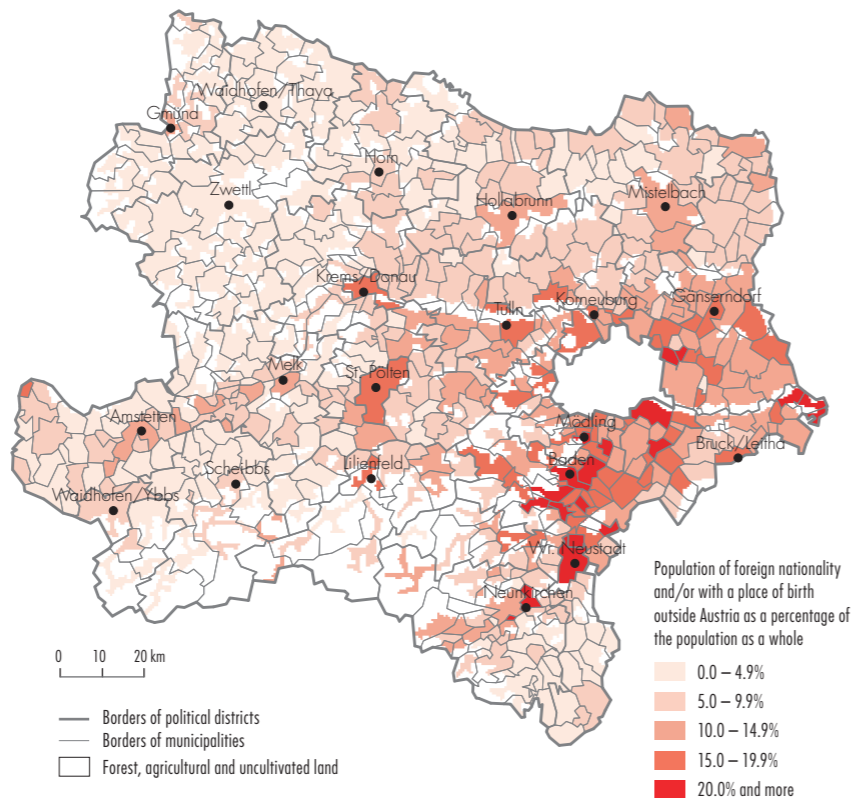 Waidhofen/Thaya
Gmünd
Horn
Zwettl
Hollabrunn
Mistelbach
Krems/Donau
Tulln
Korneuburg
Gänserndorf
Melk
St. Pölten
Amstetten
Mödling
Bruck/Leitha
Baden
Scheibbs
Lilienfeld
Waidhofen/Ybbs
Wr. Neustadt
Neunkirchen
Population of foreign nationality
and/or with a place of birth
outside Austria as a percentage of
the population as a whole
0.0 – 4.9%
5.0 – 9.9%
10.0 – 14.9%
15.0 – 19.9%
20.0% and more
0 10 20 km
Borders of political districts
Borders of municipalities
Forest, agricultural and uncultivated land